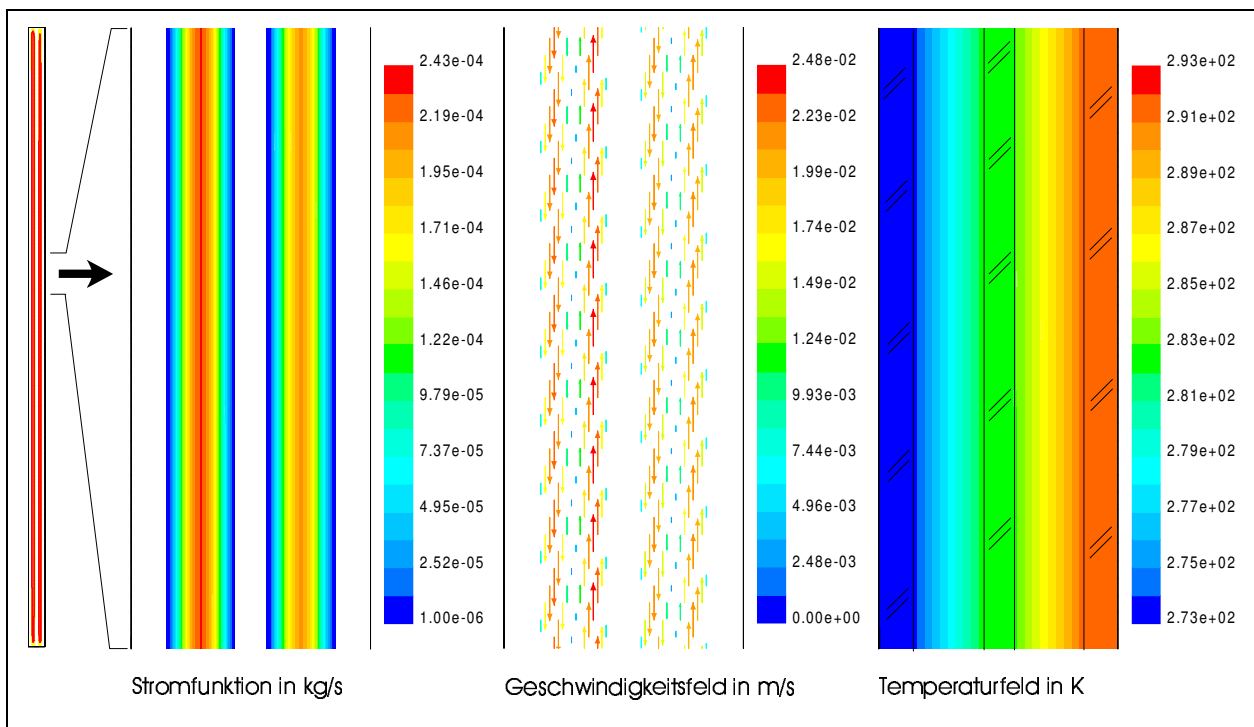 2.43e-04
2.19e-04
1.95e-04
1.71e-04
1.46e-04
1.22e-04
9.79e-05
7.37e-05
4.95e-05
2.52e-05
1.00e-06
Stromfunktion in kg/s
2.48e-02
2.23e-02
1.99e-02
1.74e-02
1.49e-02
1.24e-02
9.93e-03
7.44e-03
4.96e-03
2.48e-03
0.00e+00
Geschwindigkeitsfeld in m/s
2.93e+02
2.91e+02
2.89e+02
2.87e+02
2.85e+02
2.83e+02
2.81e+02
2.79e+02
2.77e+02
2.75e+02
2.73e+02
Temperaturfeld in K